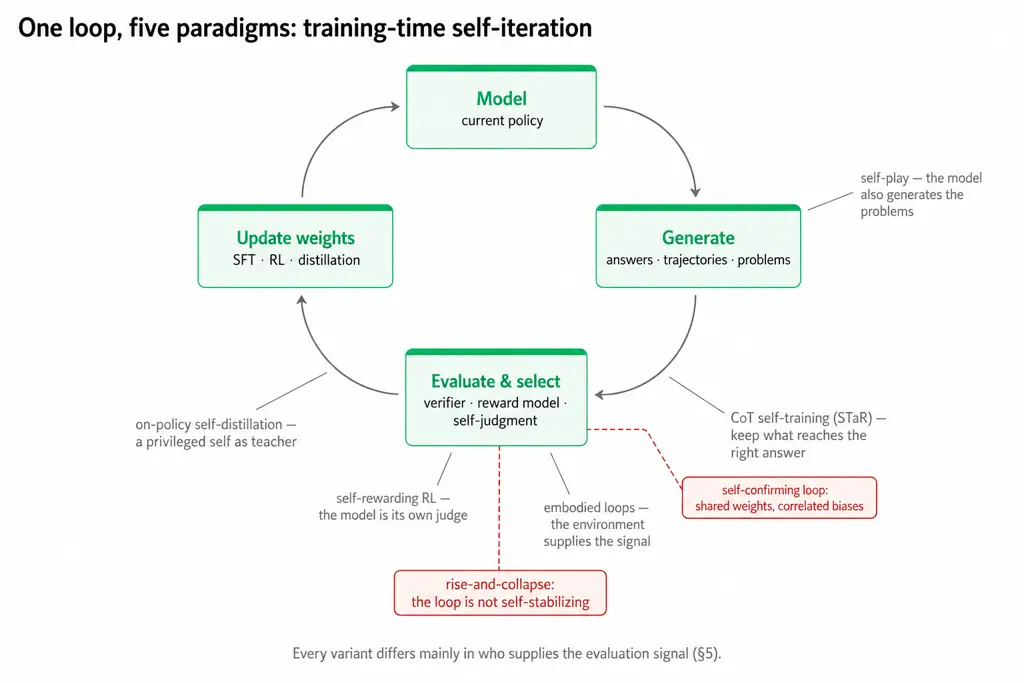 One loop, five paradigms: training-time self-iteration
Model
current policy
self-play — the model
also generates the
problems
Update weights
SFT · RL · distillation
Generate
answers · trajectories · problems
Evaluate & select
verifier · reward model ·
self-judgment
on-policy self-distillation —
a privileged self as teacher
CoT self-training (STaR) —
keep what reaches the
right answer
self-confirming loop:
shared weights, correlated biases
self-rewarding RL —
the model is its own judge
embodied loops —
the environment
supplies the signal
rise-and-collapse:
the loop is not self-stabilizing
Every variant differs mainly in who supplies the evaluation signal (§5).